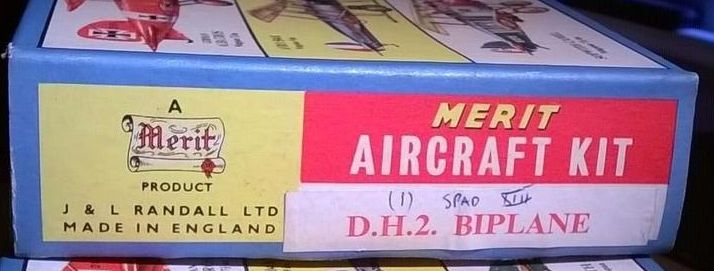 A
Merit
PRODUCT
J & L RANDALL LTD
MADE IN ENGLAND
MERIT
AIRCRAFT KIT
(1) SPAD XIII
D.H.2. BIPLANE